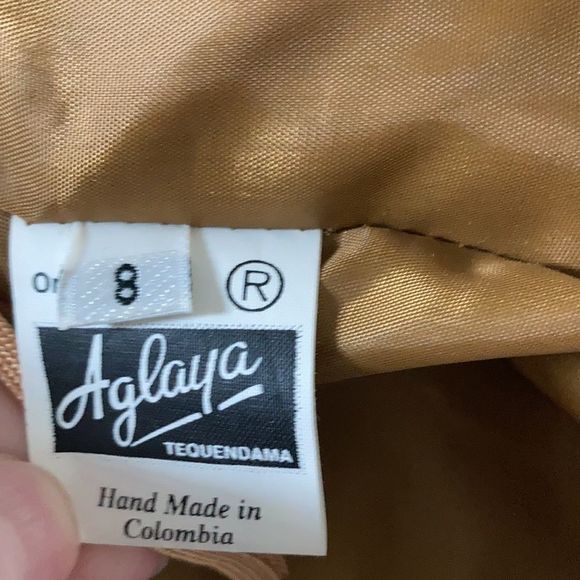 8
®
Aglaya
TEQUENDAMA
Hand Made in
Colombia